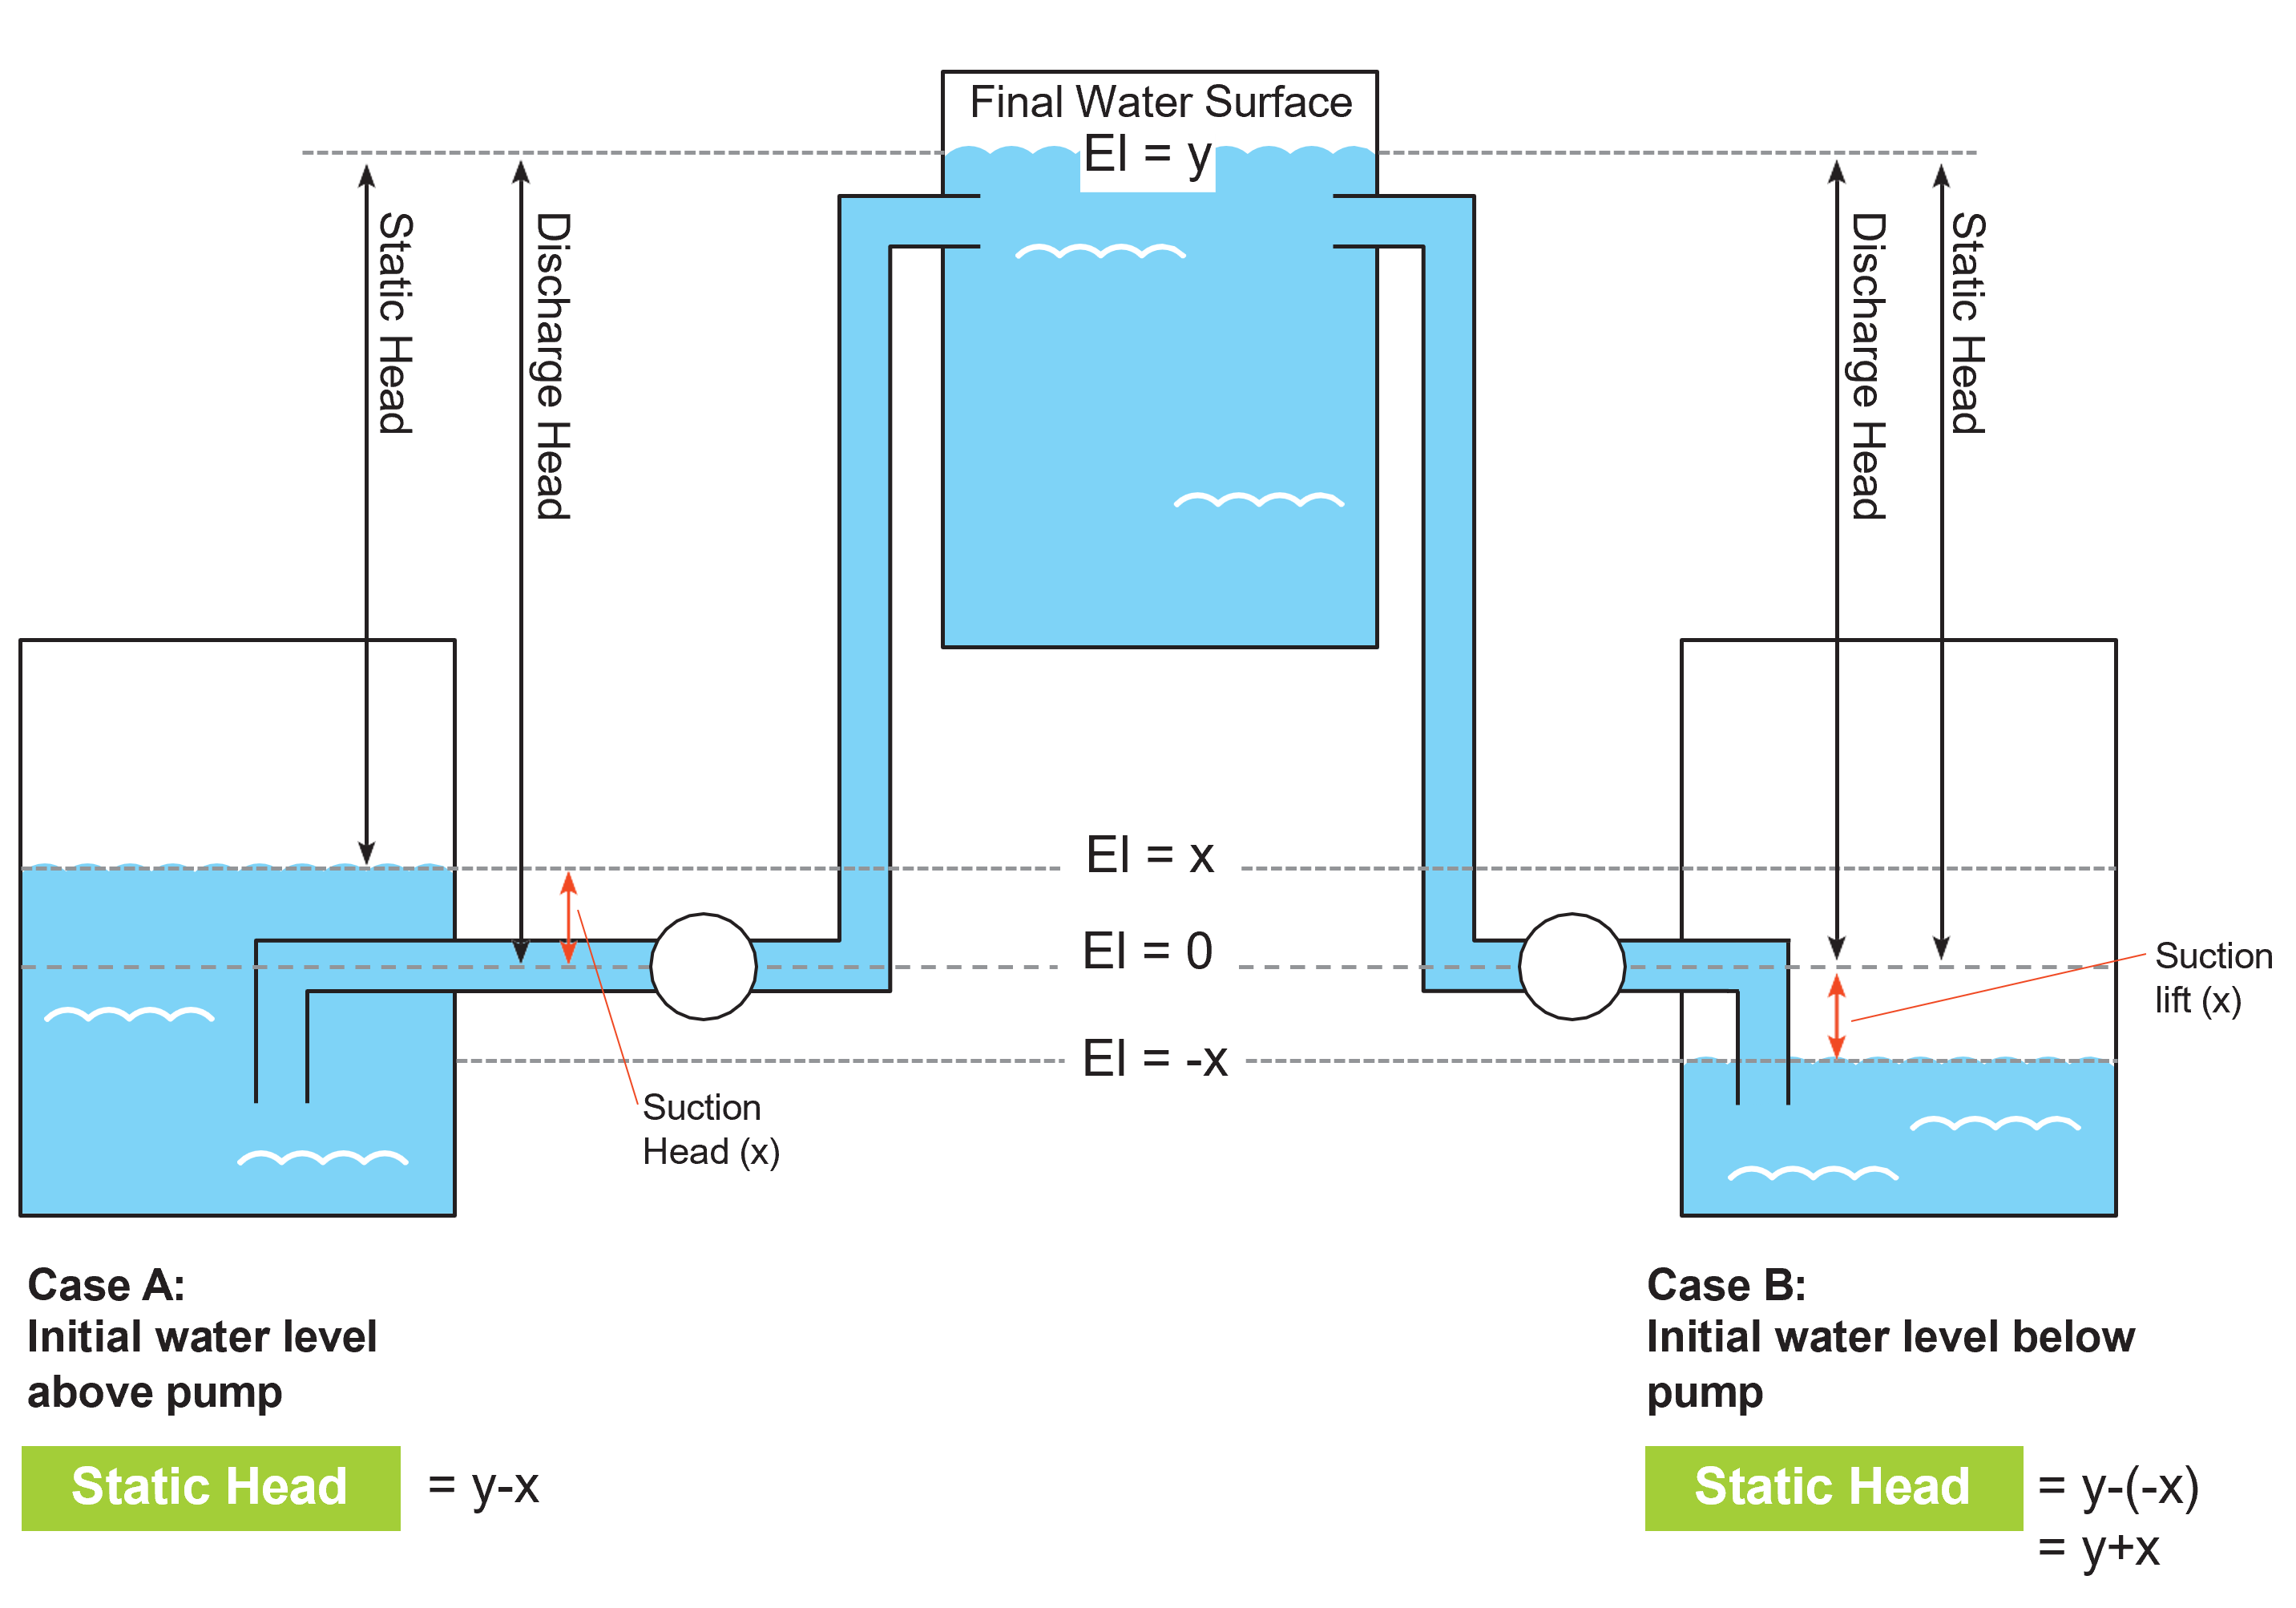 Final Water Surface
El = y
Static Head
Discharge Head
Discharge Head
Static Head
El = x
El = 0
El = -x
Suction
Head (x)
Suction
lift (x)
Case A:
Initial water level
above pump
Static Head = y-x
Case B:
Initial water level below
pump
Static Head = y-(-x)
= y+x